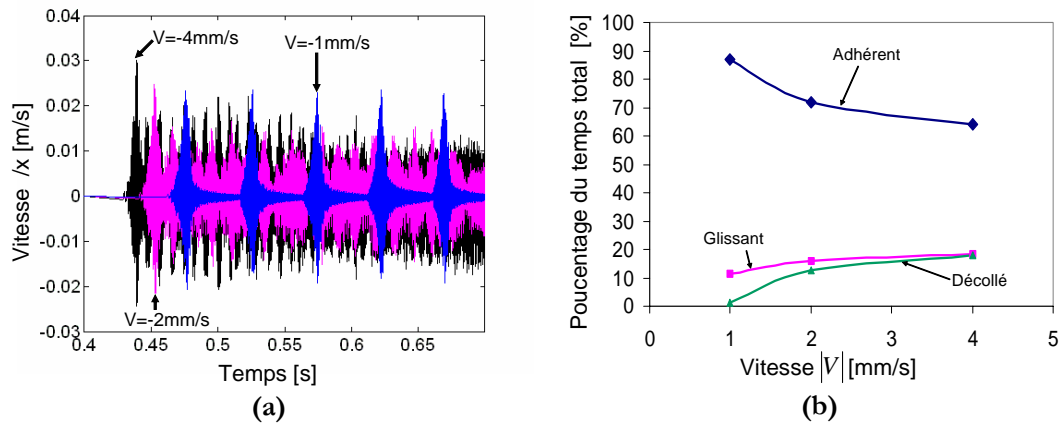 0.04
0.03
0.02
0.01
0
-0.01
-0.02
-0.03
0.4
0.45
0.5
0.55
0.6
0.65
Vitesse /x [m/s]
Temps [s]
V=-4mm/s
V=-1mm/s
V=-2mm/s
(a)
100
90
80
70
60
50
40
30
20
10
0
0
1
2
3
4
5
Poucentage du temps total [%]
Vitesse |V| [mm/s]
Adhérent
Glissant
Décollé
(b)